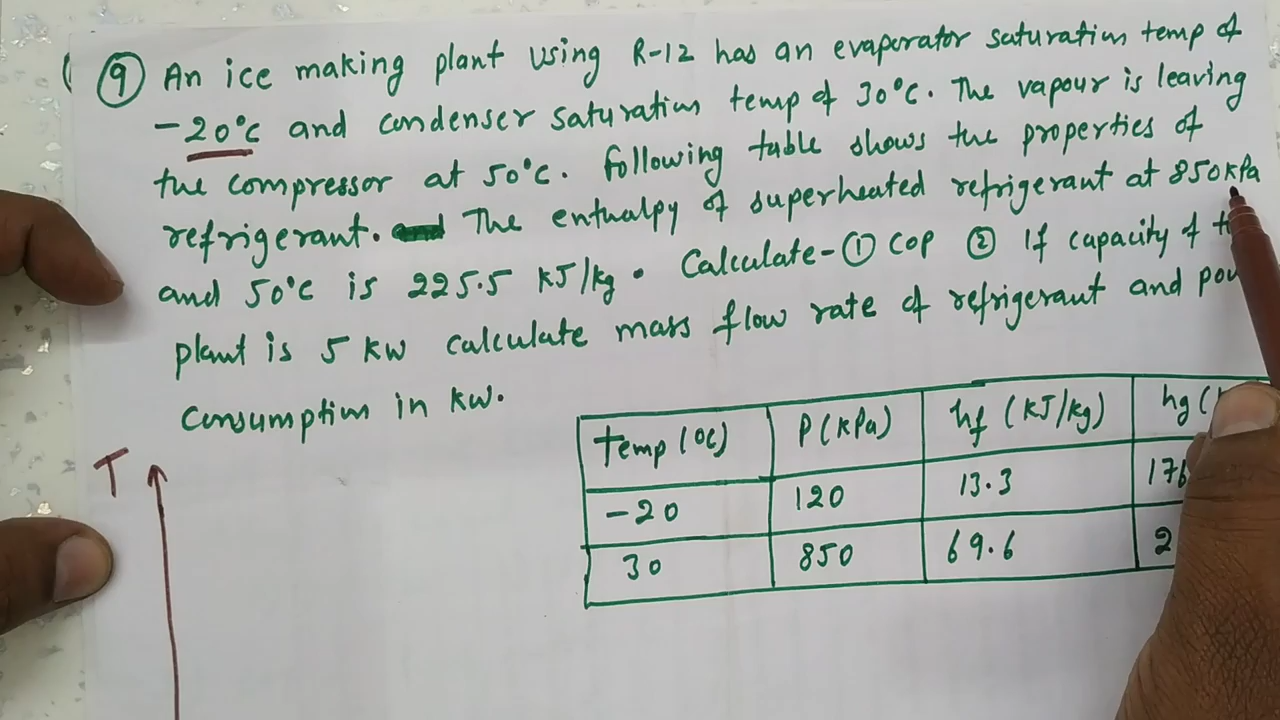 ⑨ An ice making plant using R-12 has an evaporator saturation temp of
-20°c and condenser saturation temp of 30°c. The vapour is leaving
the compressor at 50°c. Following table shows the properties of
refrigerant. The enthalpy of superheated refrigerant at 850kPa
and 50°c is 225.5 kJ/kg. Calculate- ① COP ② If capacity of
plant is 5 kw calculate mass flow rate of refrigerant and
consumption in kw.
Temp (°c) P (kPa) hf (kJ/kg) hg (
-20 120 13.3
30 850 69.6
T